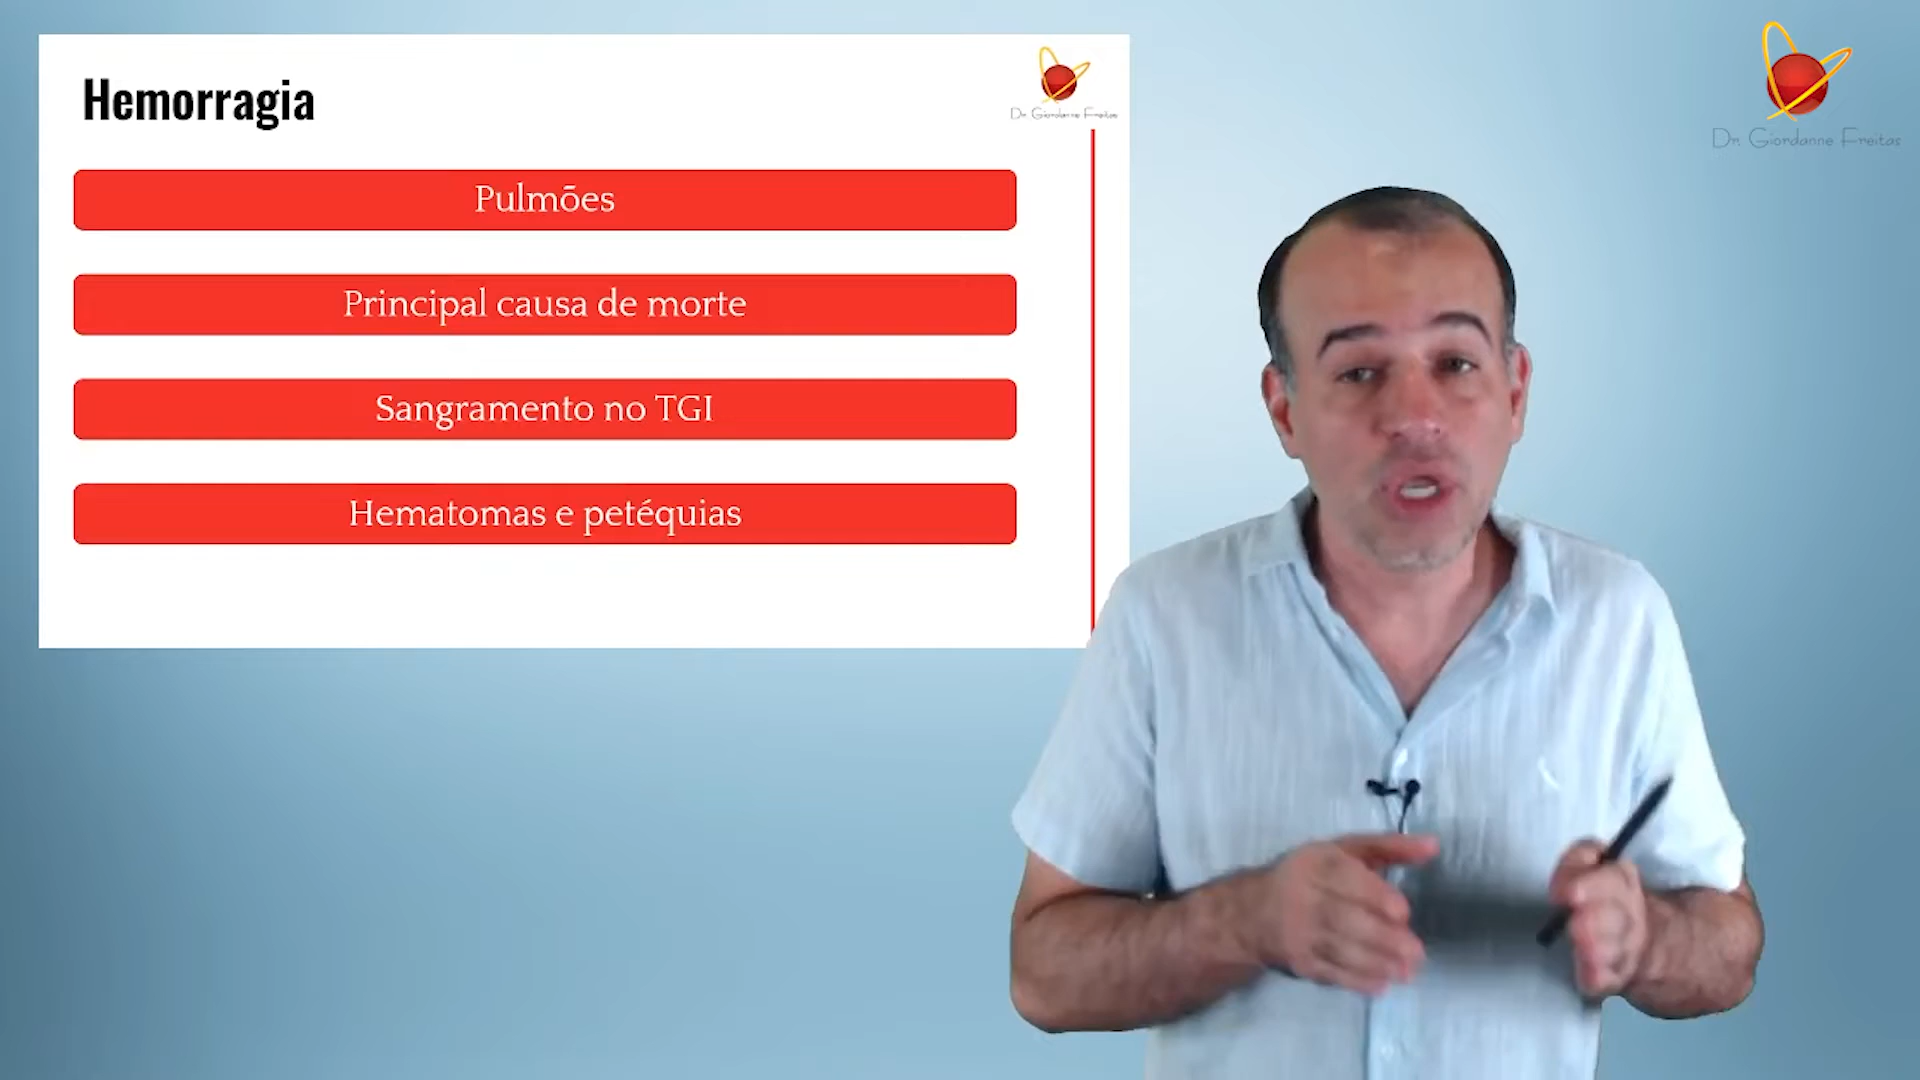 Hemorragia
Dr. Giordanne Freitas
Pulmões
Principal causa de morte
Sangramento no TGI
Hematomas e petéquias
Dr. Giordanne Freitas